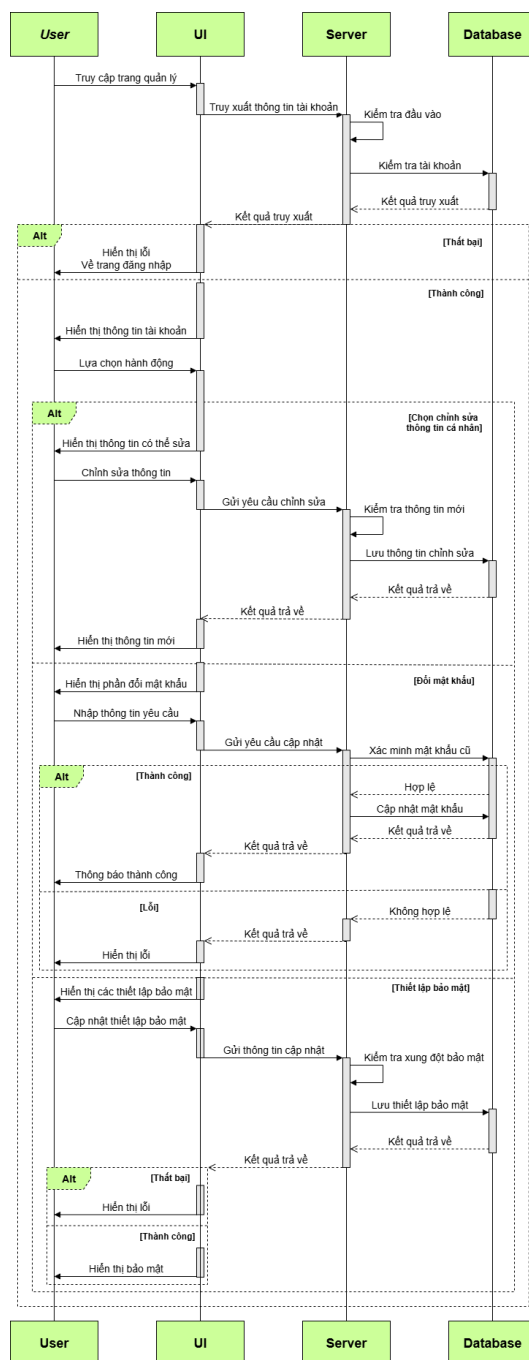 User UI Server Database
Truy cập trang quản lý
Truy xuất thông tin tài khoản
Kiểm tra đầu vào
Kiểm tra tài khoản
Kết quả truy xuất
Kết quả truy xuất
Alt
[Thất bại]
Hiển thị lỗi
Về trang đăng nhập
[Thành công]
Hiển thị thông tin tài khoản
Lựa chọn hành động
Alt
[Chọn chỉnh sửa
thông tin cá nhân]
Hiển thị thông tin có thể sửa
Chỉnh sửa thông tin
Gửi yêu cầu chỉnh sửa
Kiểm tra thông tin mới
Lưu thông tin chỉnh sửa
Kết quả trả về
Kết quả trả về
Hiển thị thông tin mới
[Đổi mật khẩu]
Hiển thị phần đổi mật khẩu
Nhập thông tin yêu cầu
Gửi yêu cầu cập nhật
Xác minh mật khẩu cũ
Alt
[Thành công]
Hợp lệ
Cập nhật mật khẩu
Kết quả trả về
Kết quả trả về
Thông báo thành công
[Lỗi]
Không hợp lệ
Kết quả trả về
Hiển thị lỗi
[Thiết lập bảo mật]
Hiển thị các thiết lập bảo mật
Cập nhật thiết lập bảo mật
Gửi thông tin cập nhật
Kiểm tra xung đột bảo mật
Lưu thiết lập bảo mật
Kết quả trả về
Kết quả trả về
Alt
[Thất bại]
Hiển thị lỗi
[Thành công]
Hiển thị bảo mật
User UI Server Database